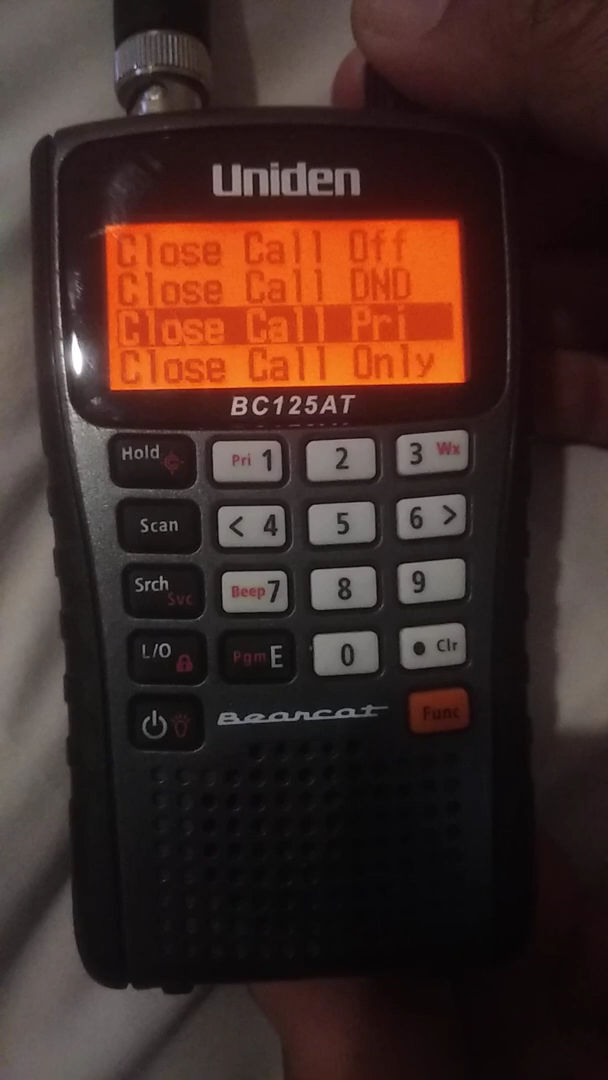 Uniden
Close Call Off
Close Call DND
Close Call Pri
Close Call Only
BC125AT
Hold Pri 1 2 3 Wx
Scan < 4 5 6 >
Srch Svc Beep 7 8 9
L/O Pgm E 0 • Clr
Bearcat Func